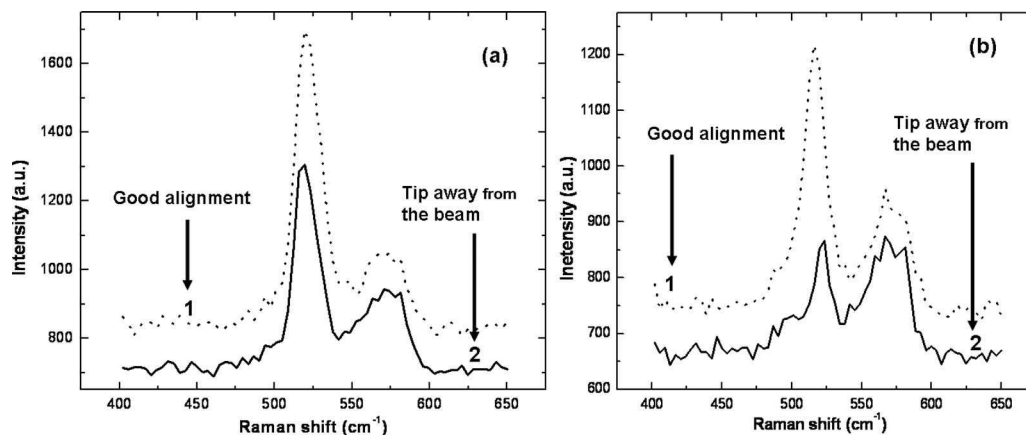 (a)
1600
1400
1200
1000
800
Intensity (a.u.)
Good alignment
1
Tip away from
the beam
2
400 450 500 550 600 650
Raman shift (cm-1)
(b)
1200
1100
1000
900
800
700
600
Inetensity (a.u.)
Good alignment
1
Tip away from
the beam
2
400 450 500 550 600 650
Raman shift (cm-1)